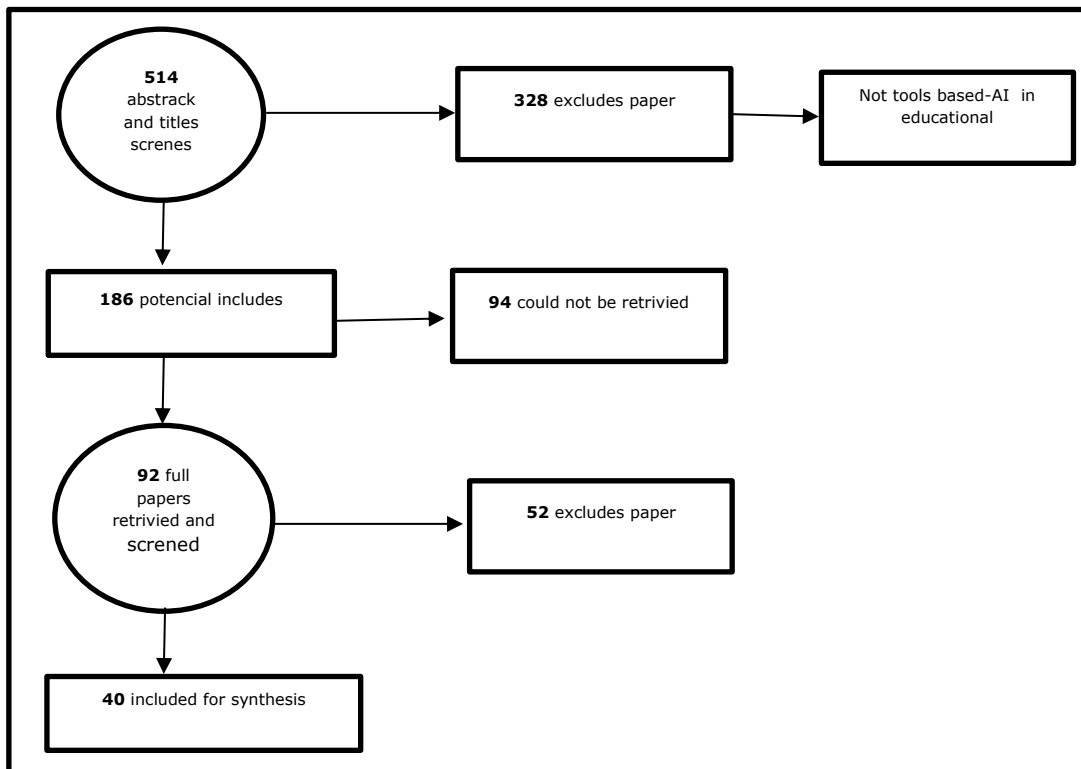 514
abstrack
and titles
screnes
328 excludes paper
Not tools based-AI in
educational
186 potencial includes
94 could not be retrivied
92 full
papers
retrivied and
screned
52 excludes paper
40 included for synthesis